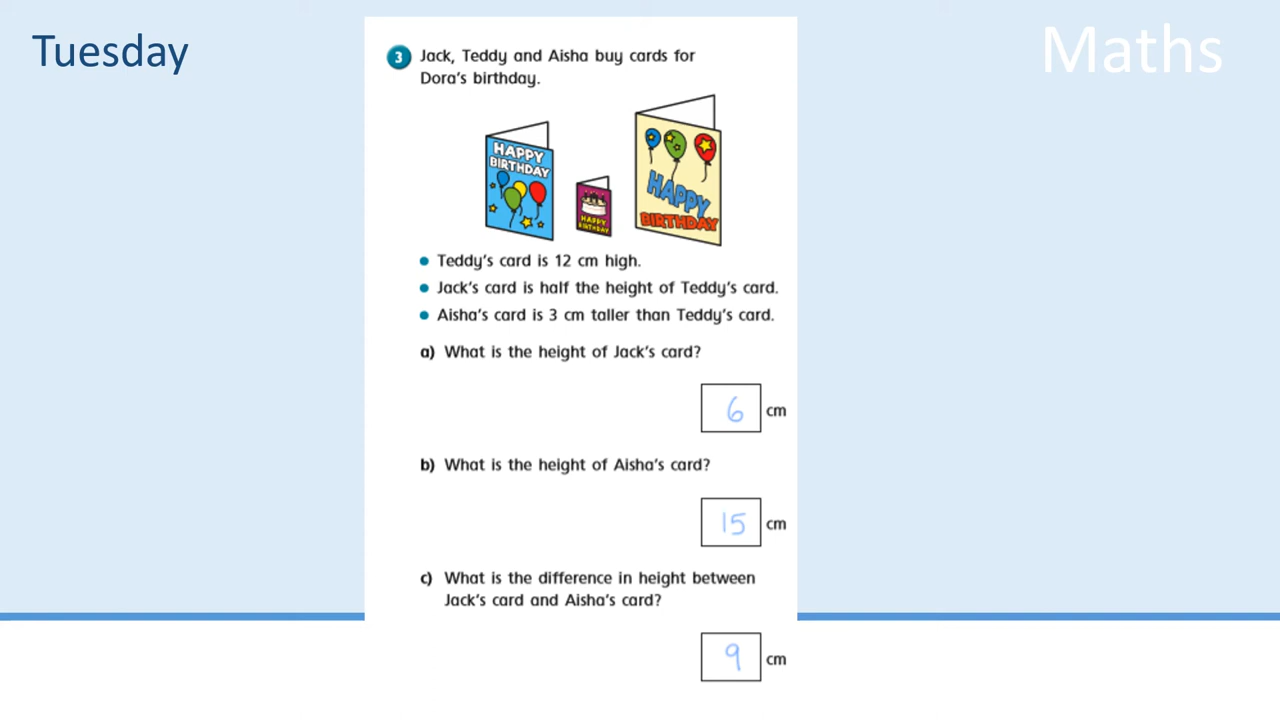 Tuesday
Maths
3 Jack, Teddy and Aisha buy cards for
Dora's birthday.
HAPPY
BIRTHDAY
HAPPY
BIRTHDAY
HAPPY
BIRTHDAY
• Teddy's card is 12 cm high.
• Jack's card is half the height of Teddy's card.
• Aisha's card is 3 cm taller than Teddy's card.
a) What is the height of Jack's card?
6 cm
b) What is the height of Aisha's card?
15 cm
c) What is the difference in height between
Jack's card and Aisha's card?
9 cm